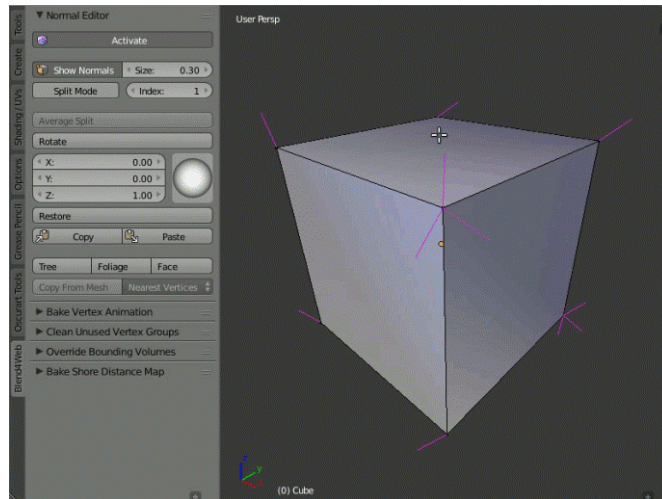 Tools
Create
Shading / UVs
Options
Grease Pencil
Oscurart Tools
Blend4Web
Normal Editor
Activate
Show Normals Size: 0.30
Split Mode Index: 1
Average Split
Rotate
X: 0.00
Y: 0.00
Z: 1.00
Restore
Copy Paste
Tree Foliage Face
Copy From Mesh Nearest Vertices
Bake Vertex Animation
Clean Unused Vertex Groups
Override Bounding Volumes
Bake Shore Distance Map
User Persp
z
y
x
(0) Cube